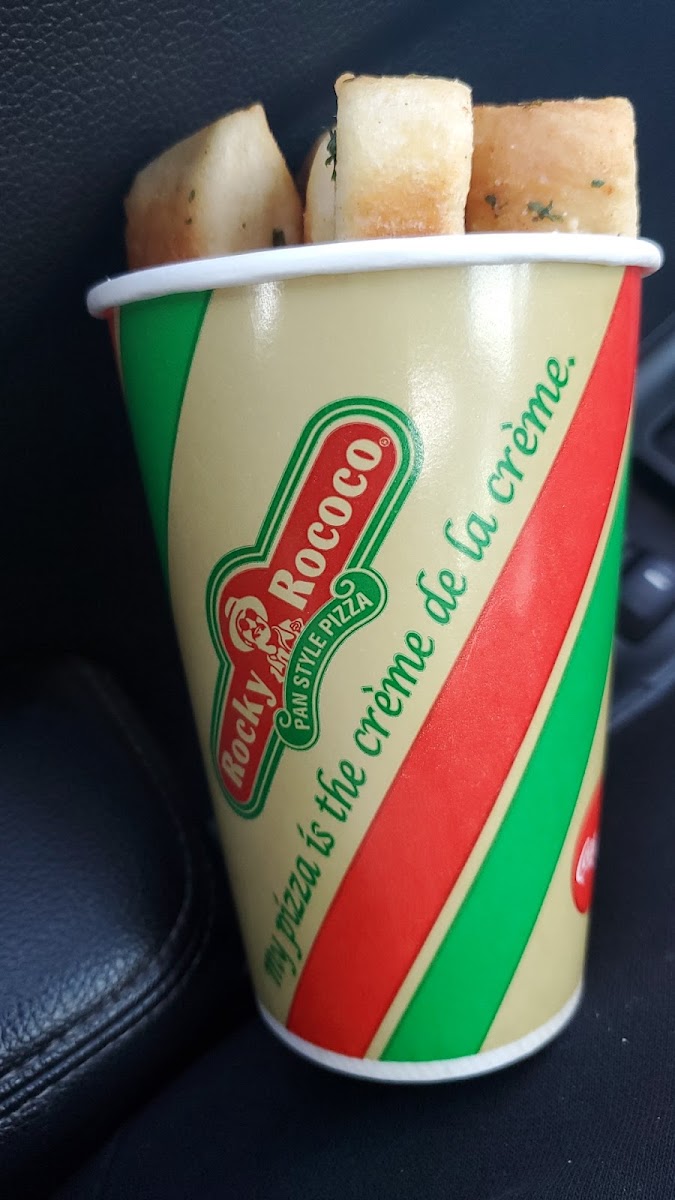 Rocky Rococo®
PAN STYLE PIZZA
My pizza is the crème de la crème.